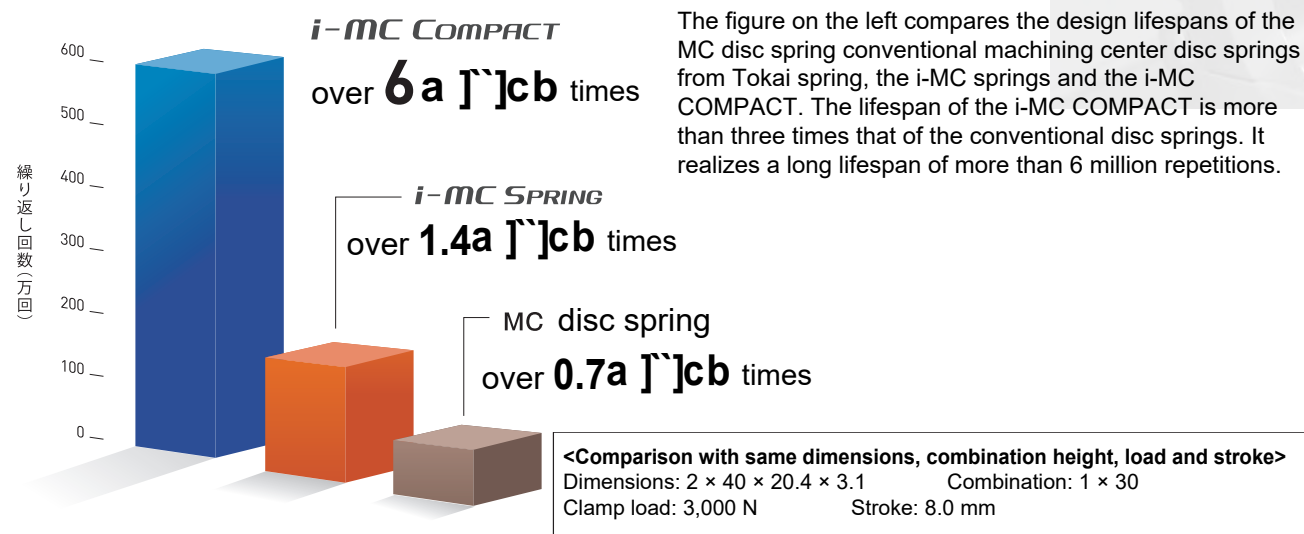 i-MC COMPACT
over 6 a ]``]cb times
The figure on the left compares the design lifespans of the
MC disc spring conventional machining center disc springs
from Tokai spring, the i-MC springs and the i-MC
COMPACT. The lifespan of the i-MC COMPACT is more
than three times that of the conventional disc springs. It
realizes a long lifespan of more than 6 million repetitions.
600
500
400
300
200
100
0
繰り返し回数(万回)
i-MC SPRING
over 1.4a ]``]cb times
MC disc spring
over 0.7a ]``]cb times
<Comparison with same dimensions, combination height, load and stroke>
Dimensions: 2 × 40 × 20.4 × 3.1 Combination: 1 × 30
Clamp load: 3,000 N Stroke: 8.0 mm